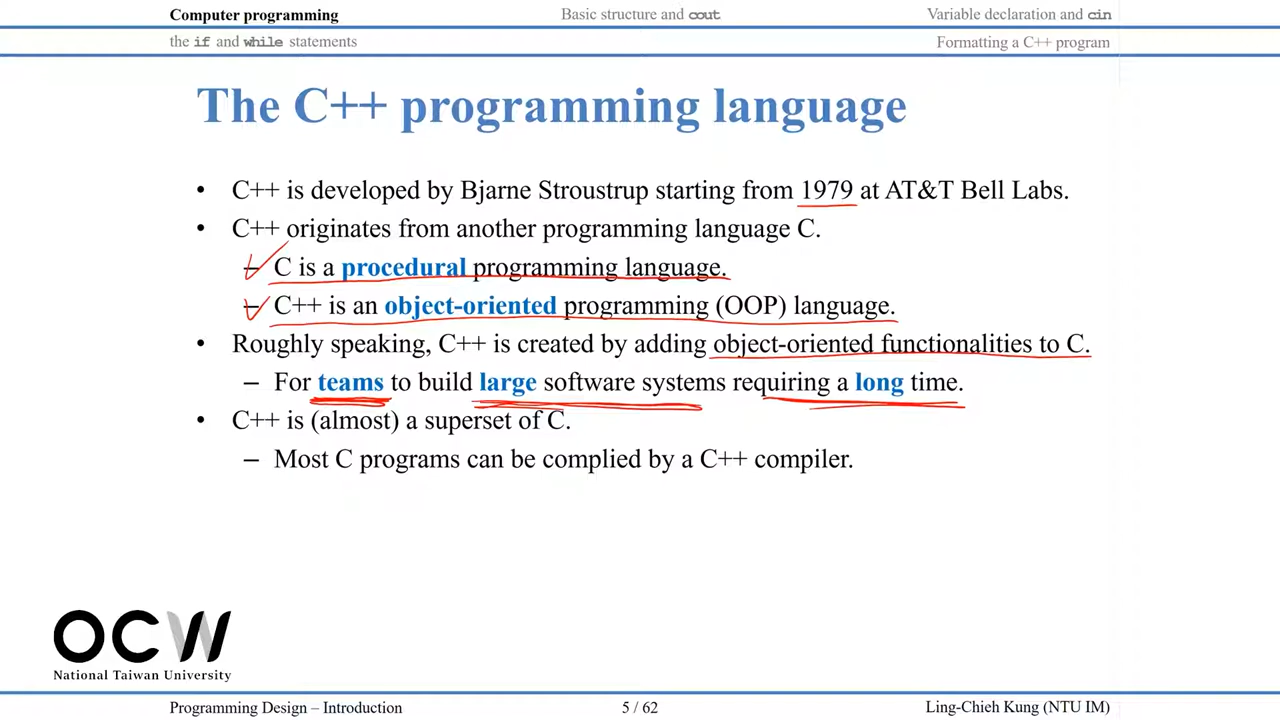 Computer programming
Basic structure and cout
Variable declaration and cin
the if and while statements
Formatting a C++ program
The C++ programming language
• C++ is developed by Bjarne Stroustrup starting from 1979 at AT&T Bell Labs.
• C++ originates from another programming language C.
– C is a procedural programming language.
– C++ is an object-oriented programming (OOP) language.
• Roughly speaking, C++ is created by adding object-oriented functionalities to C.
– For teams to build large software systems requiring a long time.
• C++ is (almost) a superset of C.
– Most C programs can be complied by a C++ compiler.
OCW
National Taiwan University
Programming Design – Introduction
5 / 62
Ling-Chieh Kung (NTU IM)